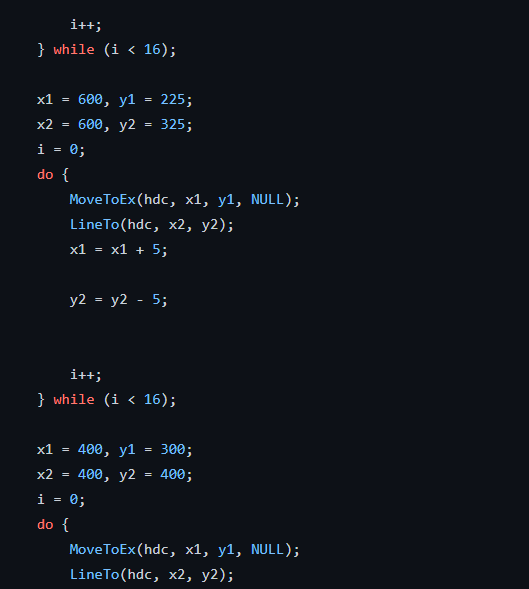 i++;
} while (i < 16);
x1 = 600, y1 = 225;
x2 = 600, y2 = 325;
i = 0;
do {
MoveToEx(hdc, x1, y1, NULL);
LineTo(hdc, x2, y2);
x1 = x1 + 5;
y2 = y2 - 5;
i++;
} while (i < 16);
x1 = 400, y1 = 300;
x2 = 400, y2 = 400;
i = 0;
do {
MoveToEx(hdc, x1, y1, NULL);
LineTo(hdc, x2, y2);